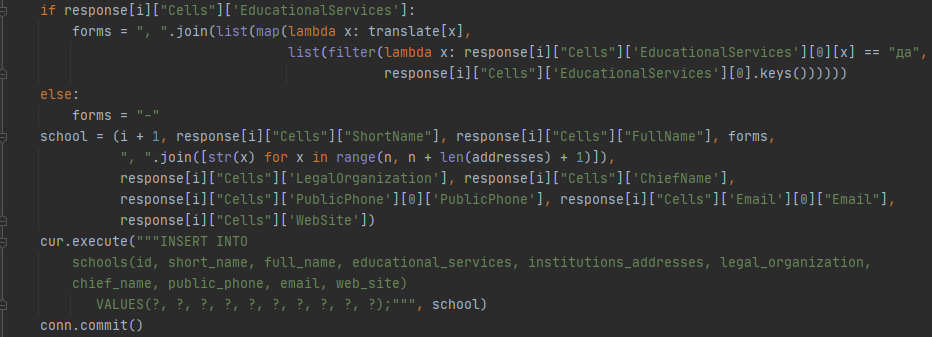 if response[i]["Cells"]['EducationalServices']:
    forms = ", ".join(list(map(lambda x: translate[x],
                               list(filter(lambda x: response[i]["Cells"]['EducationalServices'][0][x] == "да",
                                           response[i]["Cells"]['EducationalServices'][0].keys())))))
else:
    forms = "-"
school = (i + 1, response[i]["Cells"]["ShortName"], response[i]["Cells"]["FullName"], forms,
          ", ".join([str(x) for x in range(n, n + len(addresses) + 1)]),
          response[i]["Cells"]['LegalOrganization'], response[i]["Cells"]['ChiefName'],
          response[i]["Cells"]['PublicPhone'][0]['PublicPhone'], response[i]["Cells"]['Email'][0]["Email"],
          response[i]["Cells"]['WebSite'])
cur.execute("""INSERT INTO
    schools(id, short_name, full_name, educational_services, institutions_addresses, legal_organization,
    chief_name, public_phone, email, web_site)
       VALUES(?, ?, ?, ?, ?, ?, ?, ?, ?, ?);""", school)
conn.commit()